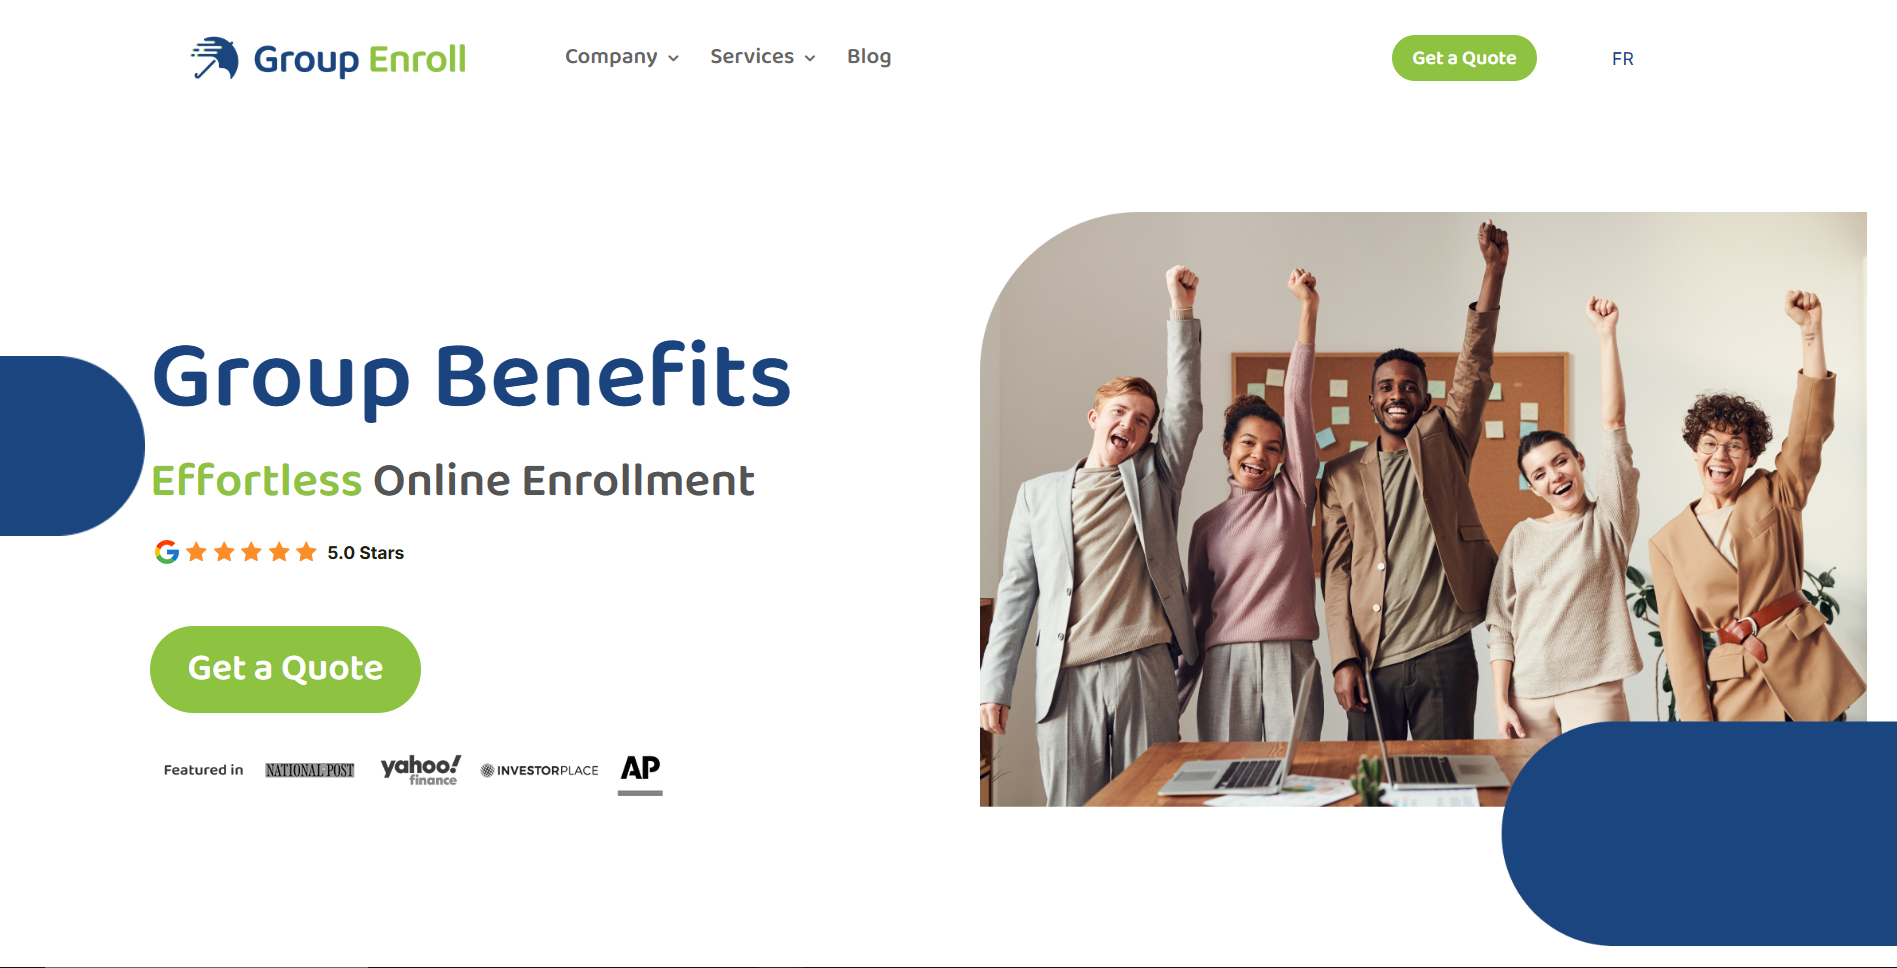 Group Enroll
Company
Services
Blog
Get a Quote
FR
Group Benefits
Effortless Online Enrollment
5.0 Stars
Get a Quote
Featured in
NATIONAL POST
yahoo!
finance
INVESTORPLACE
AP